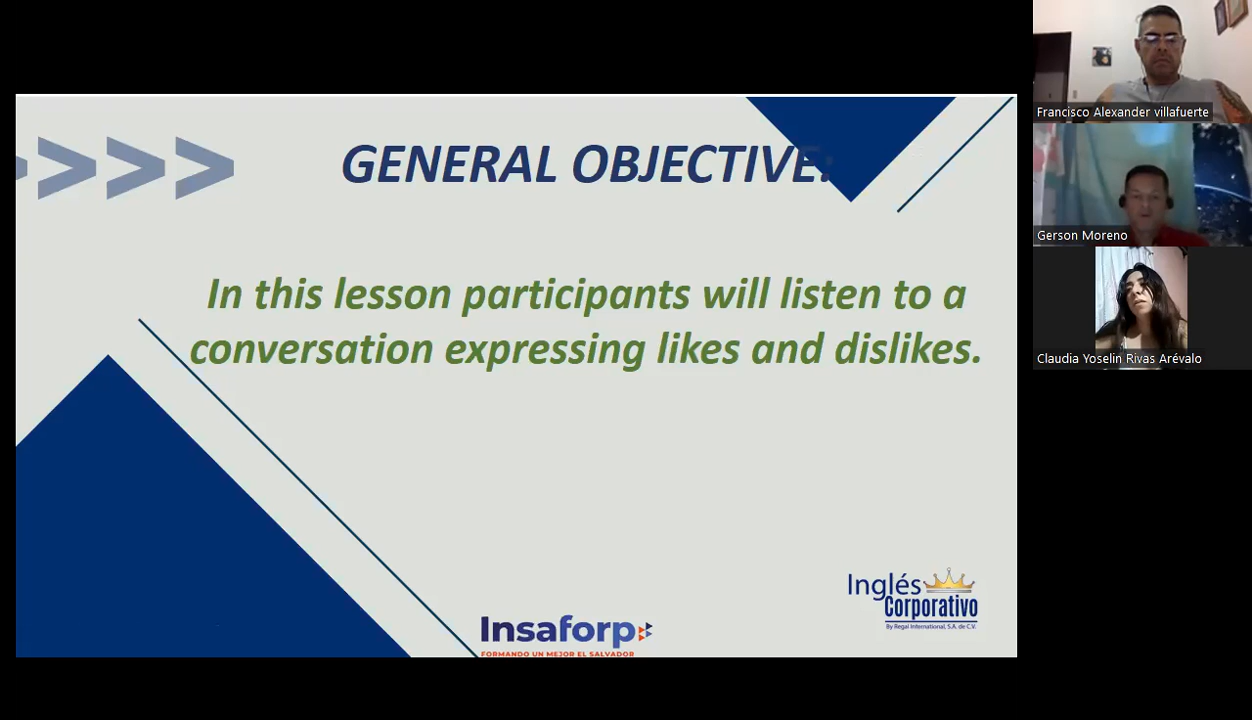 GENERAL OBJECTIVE:
In this lesson participants will listen to a
conversation expressing likes and dislikes.
Inglés
Corporativo
By Regal International, S.A. de C.V.
Insaforp
FORMANDO UN MEJOR EL SALVADOR
Francisco Alexander villafuerte
Gerson Moreno
Claudia Yoselin Rivas Arévalo